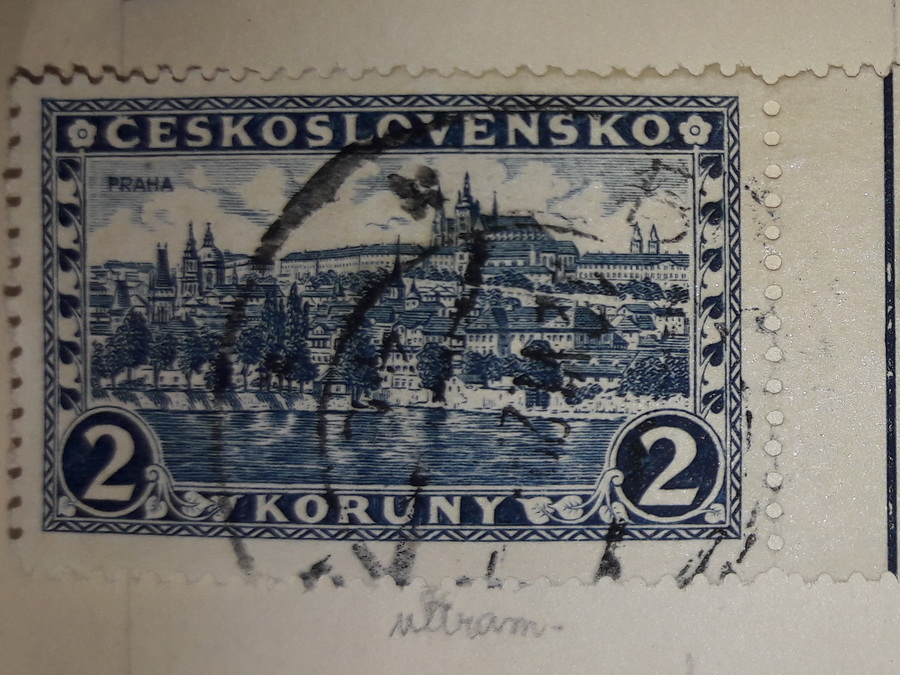 ČESKOSLOVENSKO
PRAHA
2 KORUNY 2
ultram-